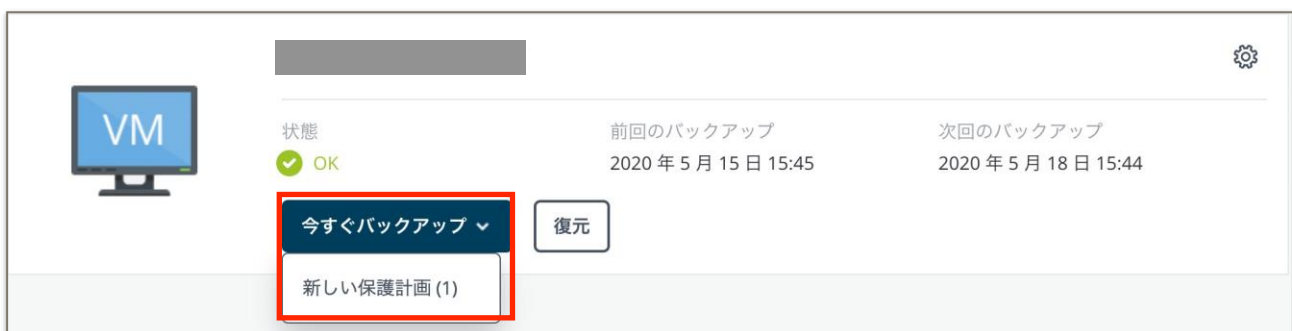 VM
状態
前回のバックアップ
次回のバックアップ
OK
2020 年 5 月 15 日 15:45
2020 年 5 月 18 日 15:44
今すぐバックアップ
復元
新しい保護計画 (1)